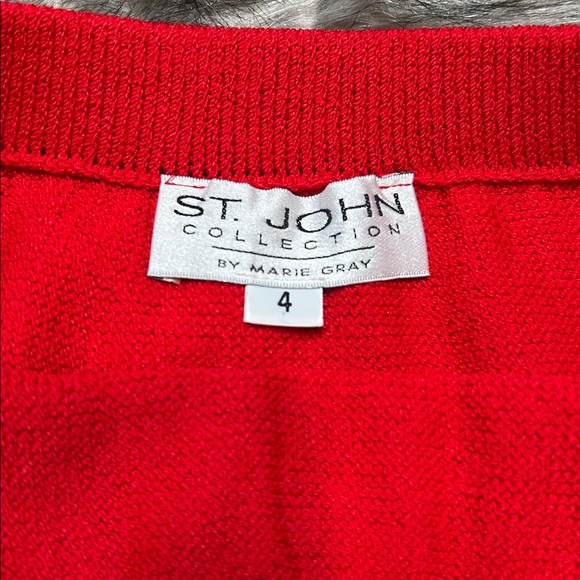 ST. JOHN
COLLECTION
BY MARIE GRAY
4